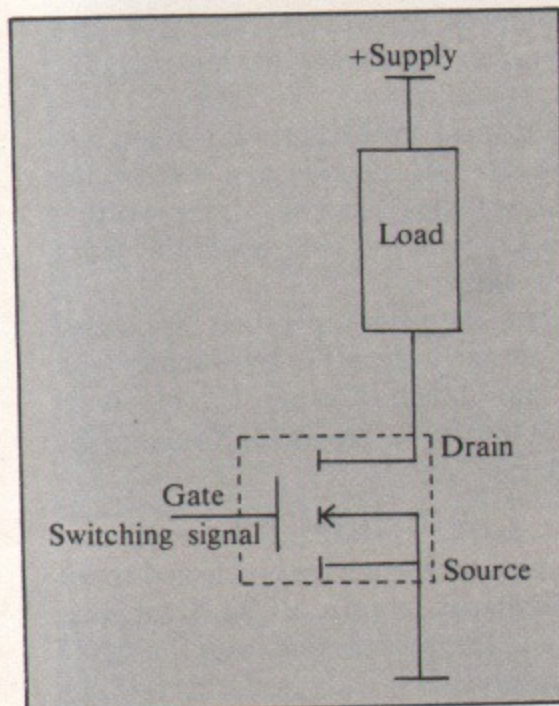 +Supply
Load
Drain
Gate
Switching signal
Source